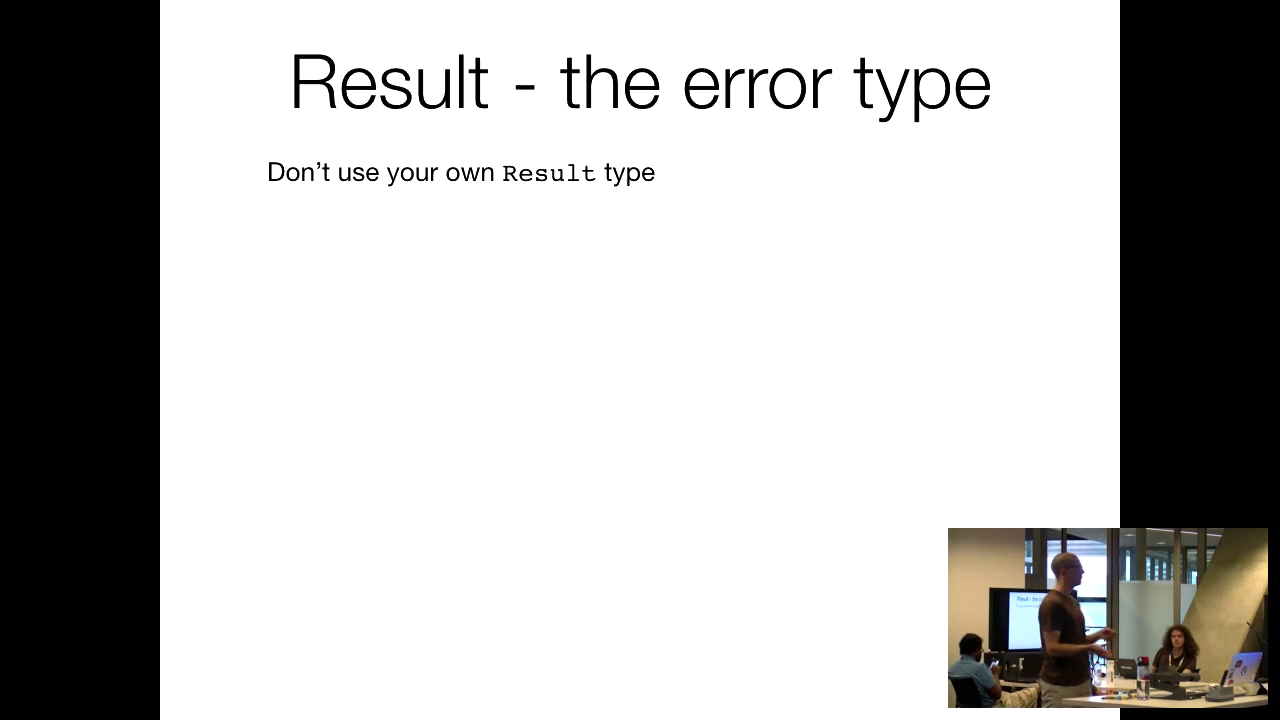 Result - the error type
Don’t use your own Result type